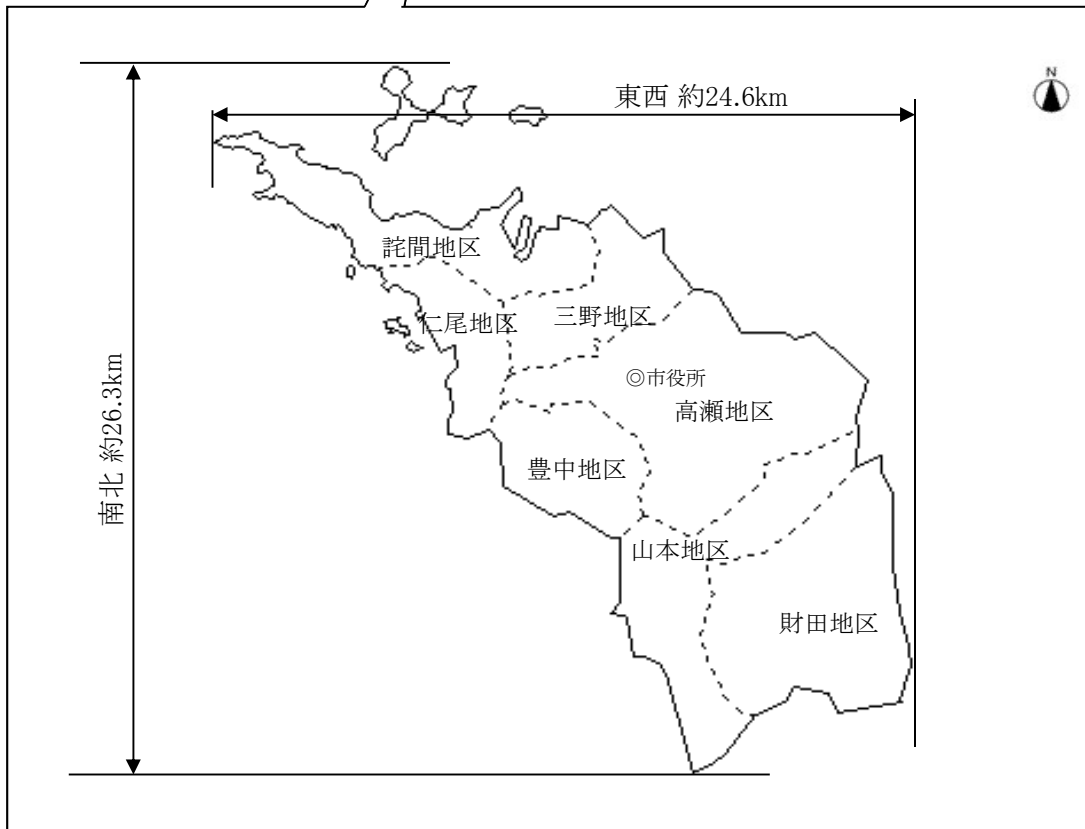 N
東西 約24.6km
詫間地区
仁尾地区
三野地区
◎市役所
高瀬地区
南北 約26.3km
豊中地区
山本地区
財田地区